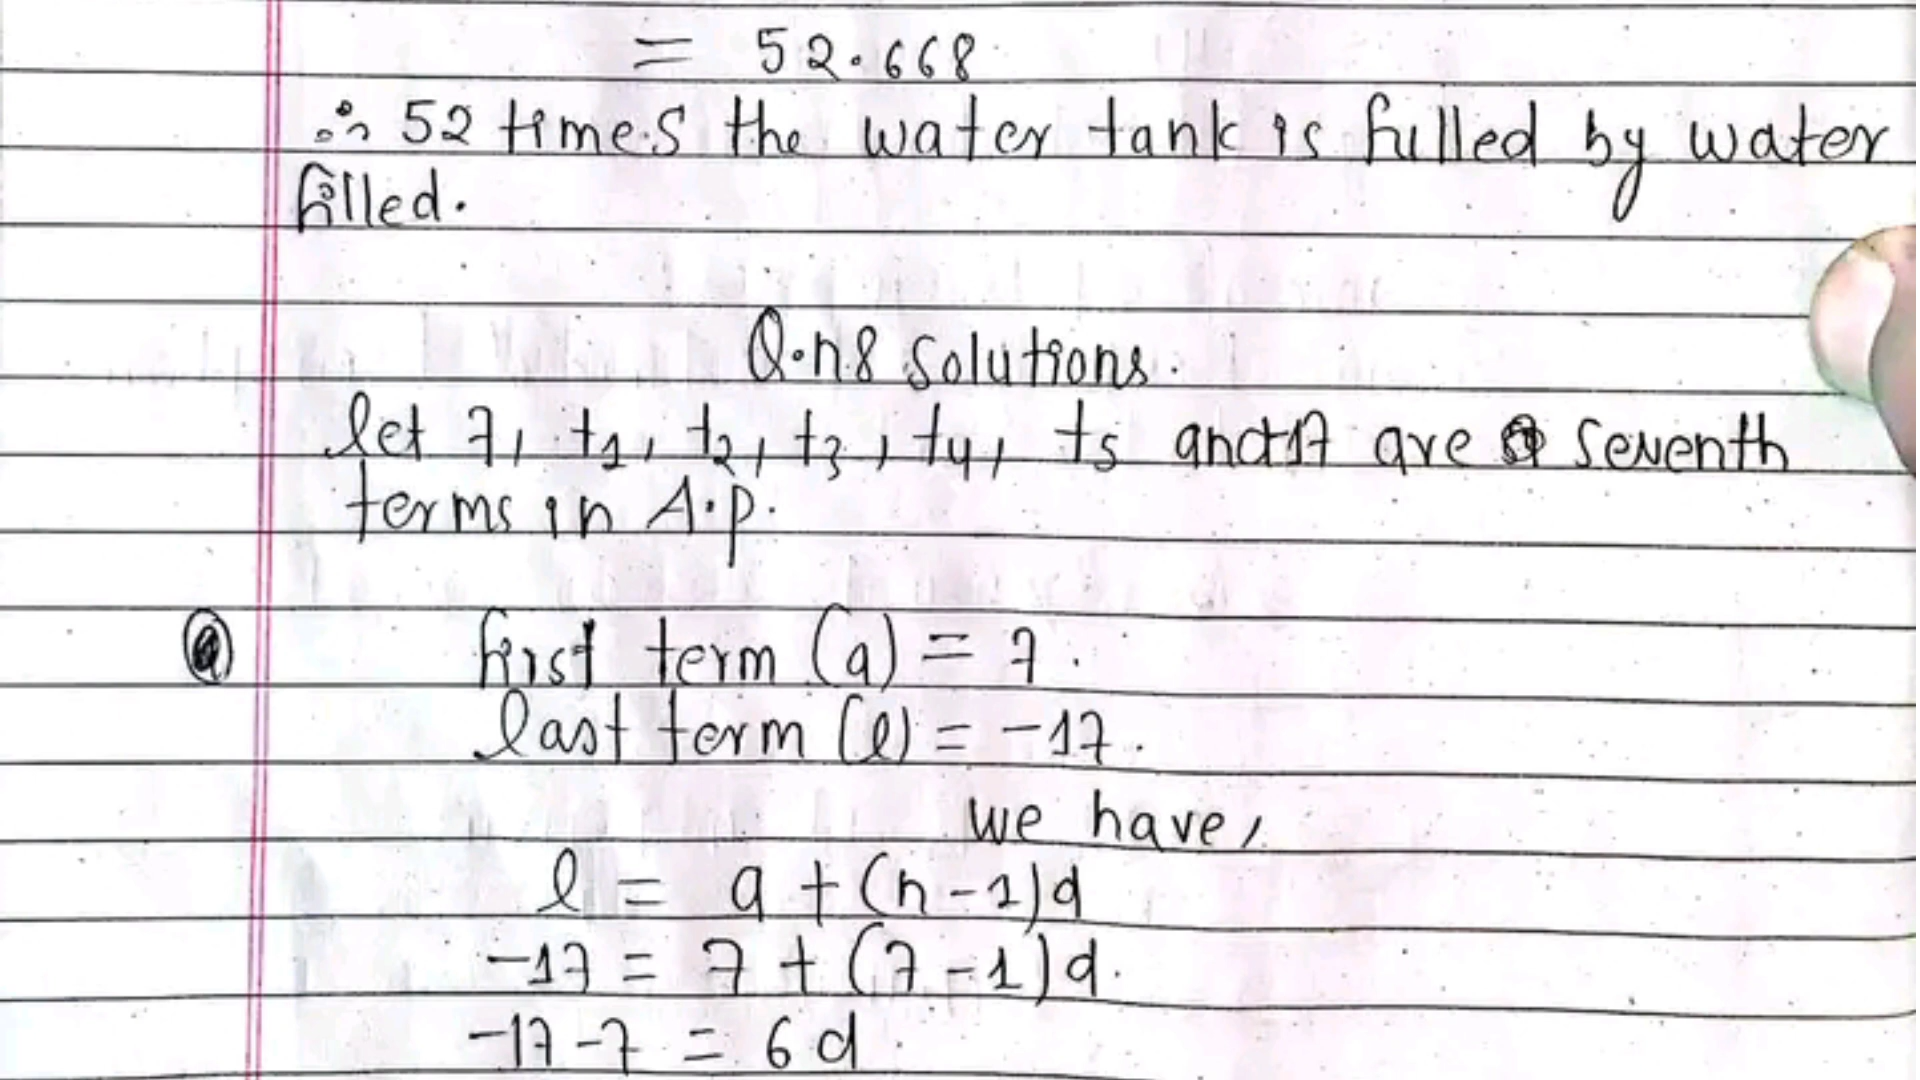 = 52.668
∴ 52 times the water tank is filled by water
filled.
Q.n 8 Solutions.
let 7, t1, t2, t3, t4, t5 and -17 are seventh
terms in A.p.
(a) first term (a) = 7.
last term (l) = -17.
we have,
l = a + (n-1)d
-17 = 7 + (7-1)d.
-17-7 = 6d